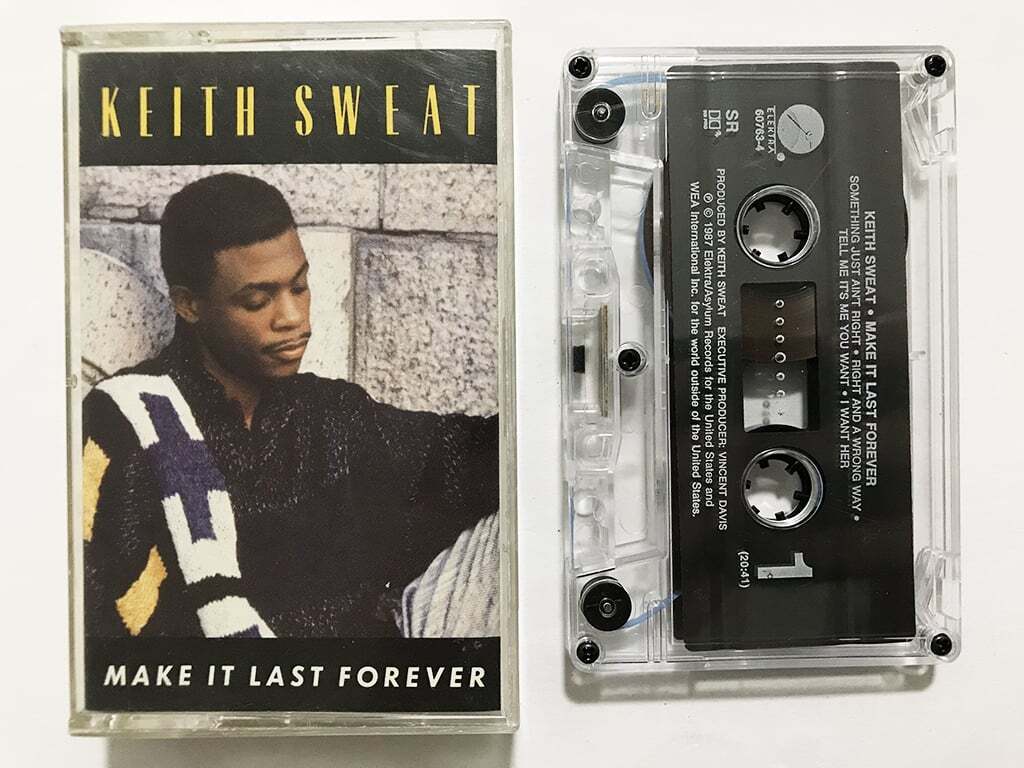 KEITH SWEAT
MAKE IT LAST FOREVER
KEITH SWEAT • MAKE IT LAST FOREVER
SOMETHING JUST AIN'T RIGHT • RIGHT AND A WRONG WAY •
TELL ME IT'S ME YOU WANT • I WANT HER
ELEKTRA
60763-4
SR
1
(20:41)
PRODUCED BY KEITH SWEAT EXECUTIVE PRODUCER: VINCENT DAVIS
℗ © 1987 Elektra/Asylum Records for the United States and
WEA International Inc. for the world outside of the United States.